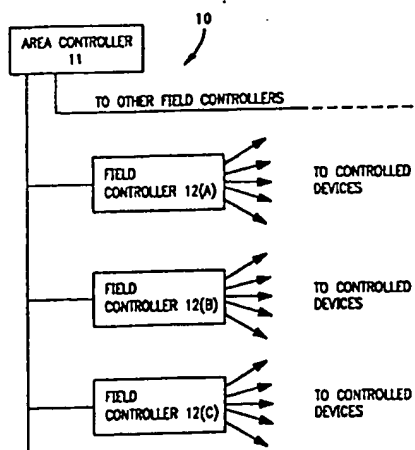 10
AREA CONTROLLER
11
TO OTHER FIELD CONTROLLERS
FIELD
CONTROLLER 12(A)
TO CONTROLLED
DEVICES
FIELD
CONTROLLER 12(B)
TO CONTROLLED
DEVICES
FIELD
CONTROLLER 12(C)
TO CONTROLLED
DEVICES